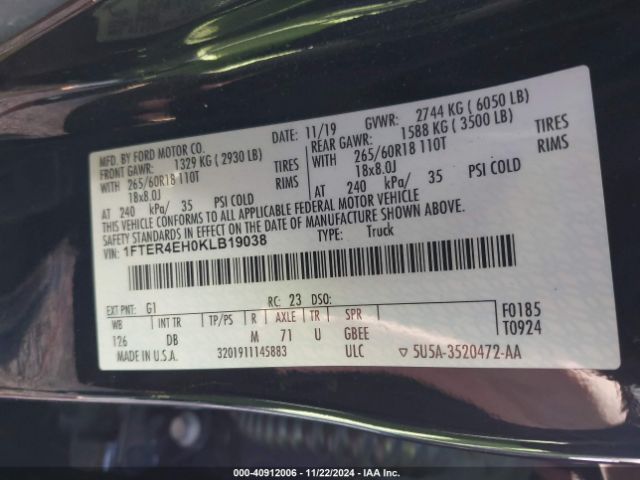 MFD. BY FORD MOTOR CO.
DATE: 11/19 GVWR: 2744 KG ( 6050 LB)
FRONT GAWR: 1329 KG ( 2930 LB)
REAR GAWR: 1588 KG ( 3500 LB)
WITH 265/60R18 110T TIRES
WITH 265/60R18 110T TIRES
18x8.0J RIMS
18x8.0J RIMS
AT 240 kPa/ 35 PSI COLD
AT 240 kPa/ 35 PSI COLD
THIS VEHICLE CONFORMS TO ALL APPLICABLE FEDERAL MOTOR VEHICLE
SAFETY STANDARDS IN EFFECT ON THE DATE OF MANUFACTURE SHOWN ABOVE.
VIN: 1FTER4EH0KLB19038
TYPE: Truck
EXT PNT: G1 RC: 23 DSO: F0185
WB INT TR TP/PS R AXLE TR SPR T0924
126 DB M 71 U GBEE
MADE IN U.S.A. 3201911145883 ULC ▽ 5U5A-3520472-AA
000-40912006 - 11/22/2024 - IAA Inc.